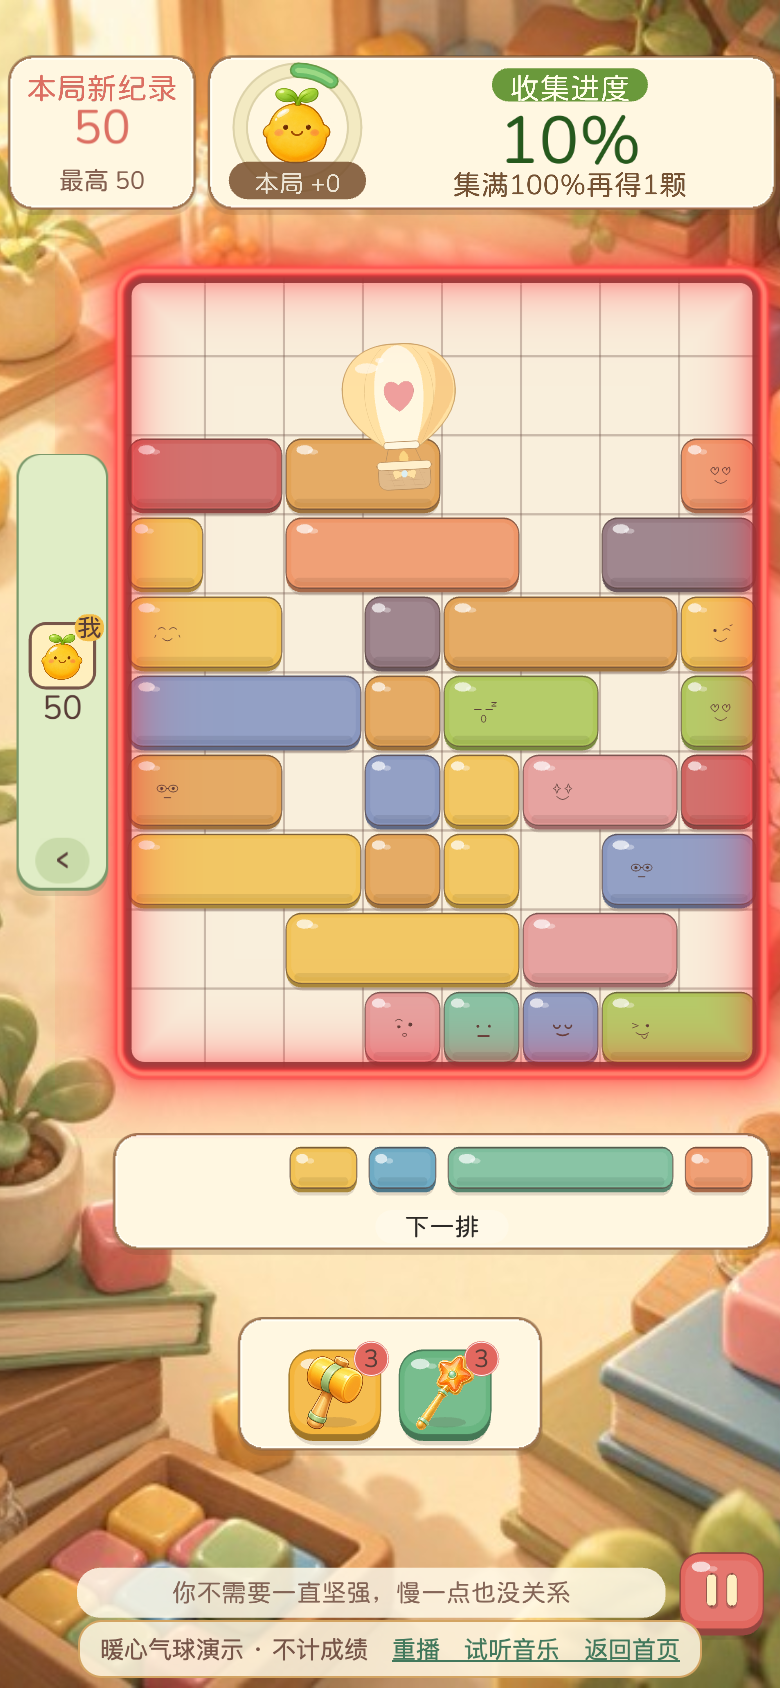 本局新纪录
50
最高 50
本局 +0
收集进度
10%
集满100%再得1颗
我
50
<
下一排
3
3
你不需要一直坚强，慢一点也没关系
暖心气球演示 · 不计成绩 重播 试听音乐 返回首页